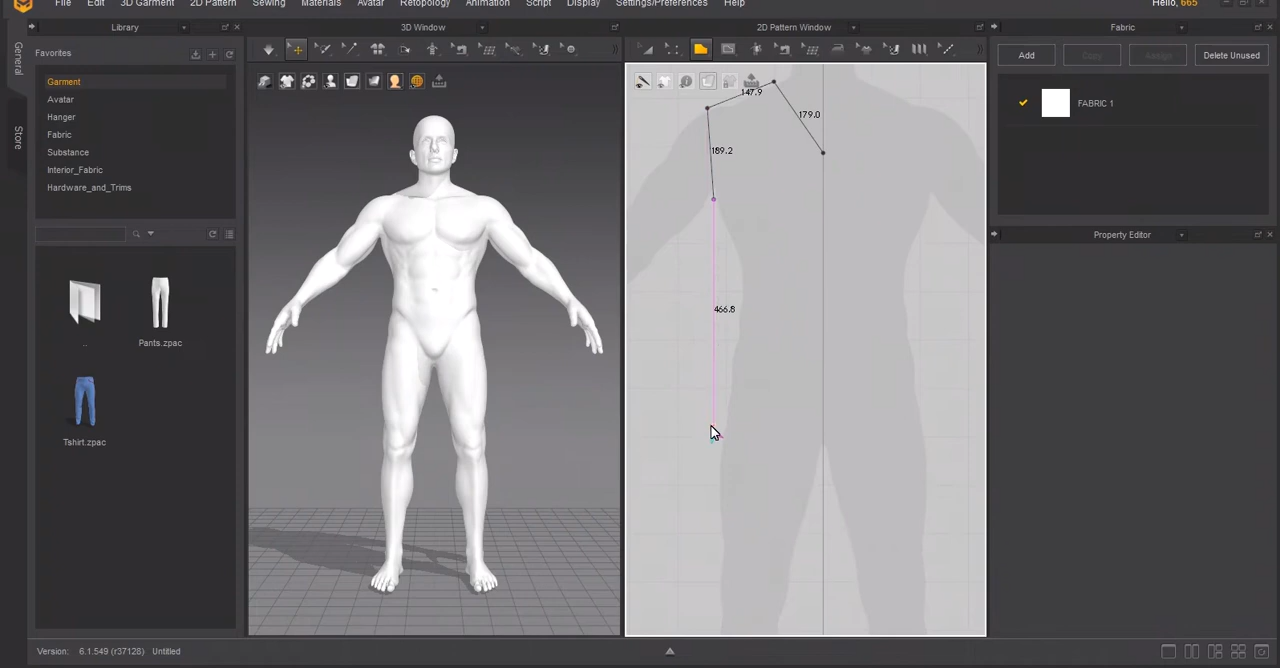 File Edit 3D Garment 2D Pattern Sewing Materials Avatar Retopology Animation Script Display Settings/Preferences Hello, 665
Library 3D Window 2D Pattern Window Fabric
General
Store
Favorites
Garment
Avatar
Hanger
Fabric
Substance
Interior_Fabric
Hardware_and_Trims
..
Pants.zpac
Tshirt.zpac
147.9
179.0
189.2
466.8
Add Copy Assign Delete Unused
FABRIC 1
Property Editor
Version: 6.1.549 (r37128) Untitled